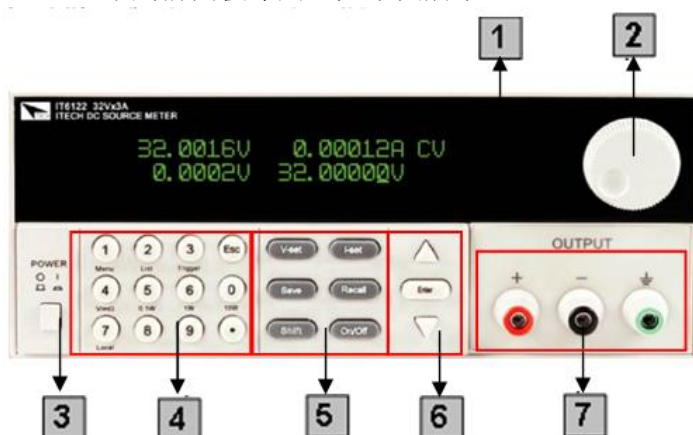 1
2
IT6122 32Vx3A
ITECH DC SOURCE METER
32.0016V 0.00012A CV
0.0002V 32.00000V
POWER
OUTPUT
1 2 3 Esc
Menu List Trigger
4 5 6 0
7 8 9 •
Local
V-set I-set
Save Recall
Shift On/Off
Enter
+ −
3
4
5
6
7